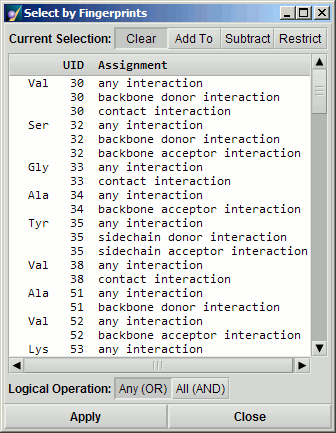 Select by Fingerprints
Current Selection: Clear Add To Subtract Restrict
UID Assignment
Val 30 any interaction
30 backbone donor interaction
30 contact interaction
Ser 32 any interaction
32 backbone donor interaction
32 backbone acceptor interaction
Gly 33 any interaction
33 contact interaction
Ala 34 any interaction
34 backbone acceptor interaction
Tyr 35 any interaction
35 sidechain donor interaction
35 sidechain acceptor interaction
Val 38 any interaction
38 contact interaction
Ala 51 any interaction
51 backbone donor interaction
Val 52 any interaction
52 backbone acceptor interaction
Lys 53 any interaction
Logical Operation: Any (OR) All (AND)
Apply Close